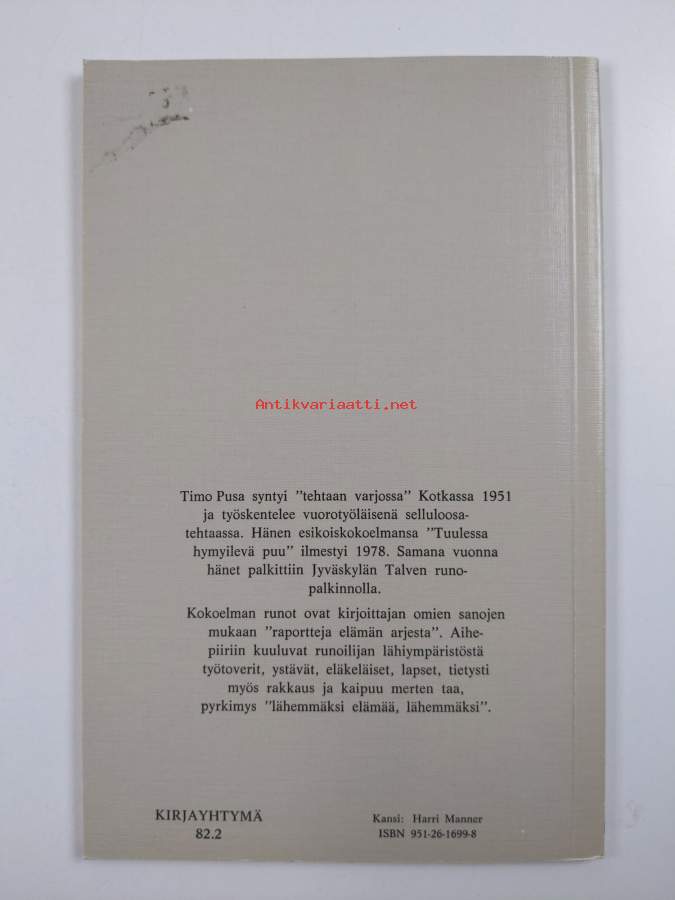 Antikvariaatti.net
Timo Pusa syntyi ”tehtaan varjossa” Kotkassa 1951
ja työskentelee vuorotyöläisenä selluloosa-
tehtaassa. Hänen esikoiskokoelmansa ”Tuulessa
hymyilevä puu” ilmestyi 1978. Samana vuonna
hänet palkittiin Jyväskylän Talven runo-
palkinnolla.
Kokoelman runot ovat kirjoittajan omien sanojen
mukaan ”raportteja elämän arjesta”. Aihe-
piiriin kuuluvat runoilijan lähiympäristöstä
työtoverit, ystävät, eläkeläiset, lapset, tietysti
myös rakkaus ja kaipuu merten taa,
pyrkimys ”lähemmäksi elämää, lähemmäksi”.
KIRJAYHTYMÄ
82.2
Kansi: Harri Manner
ISBN 951-26-1699-8